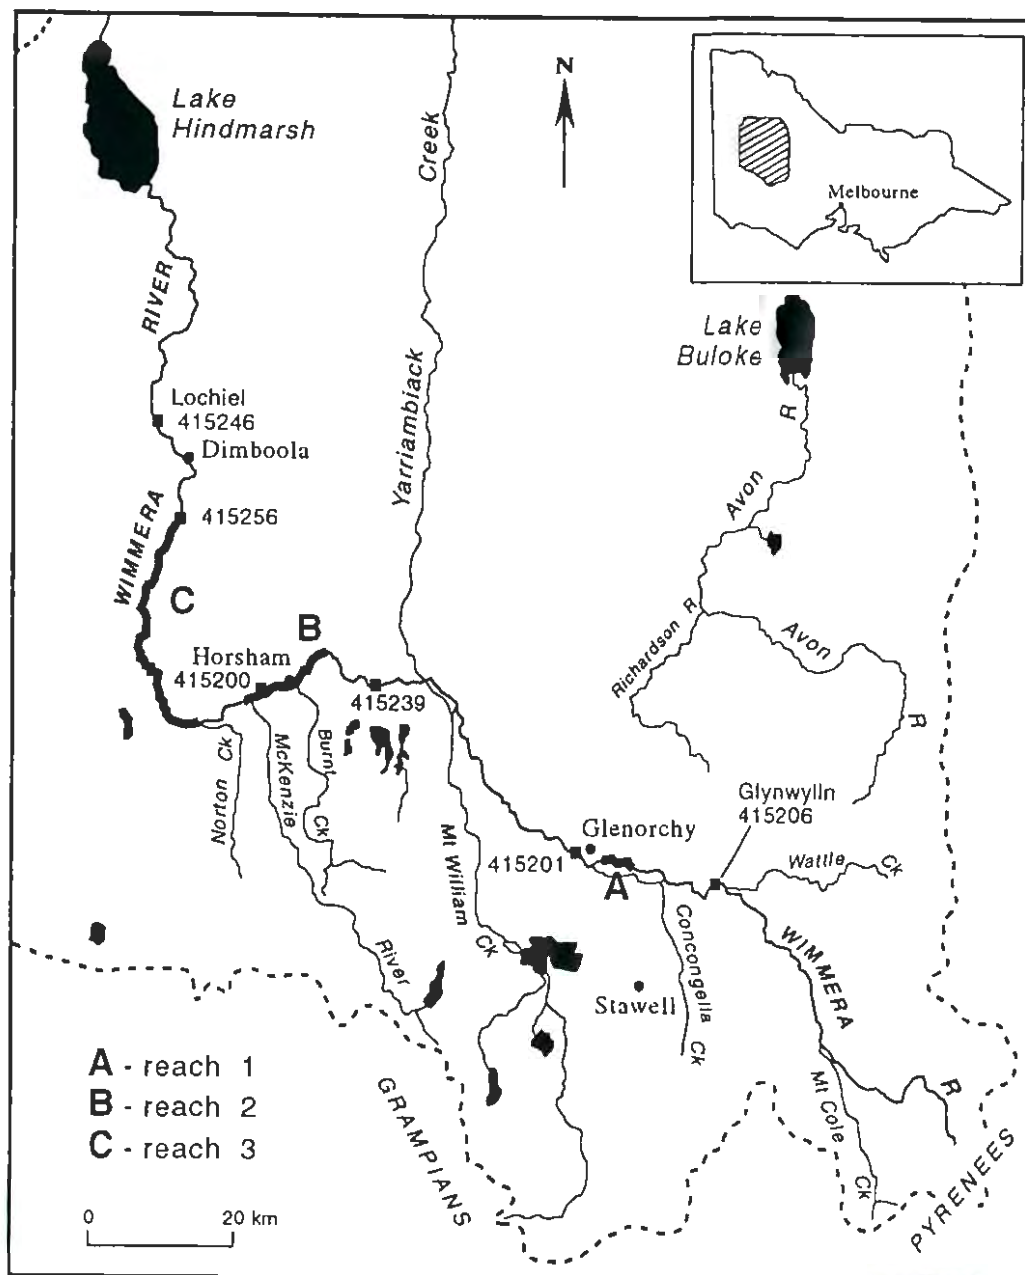 Lake
Hindmarsh
N
Creek
Melbourne
RIVER
Lake
Buloke
R
Lochiel
415246
Dimboola
Yarriambiack
Avon
415256
WIMMERA
C
B
Richardson R
Avon
Horsham
415200
415239
R
Norton Ck
McKenzie
Burnt
Ck
Glynwylln
415206
Glenorchy
415201
Mt William
Ck
A
Wattle Ck
Concongella
Ck
WIMMERA
River
Stawell
R
Mt Cole
Ck
A - reach 1
B - reach 2
C - reach 3
GRAMPIANS
PYRENEES
0 20 km